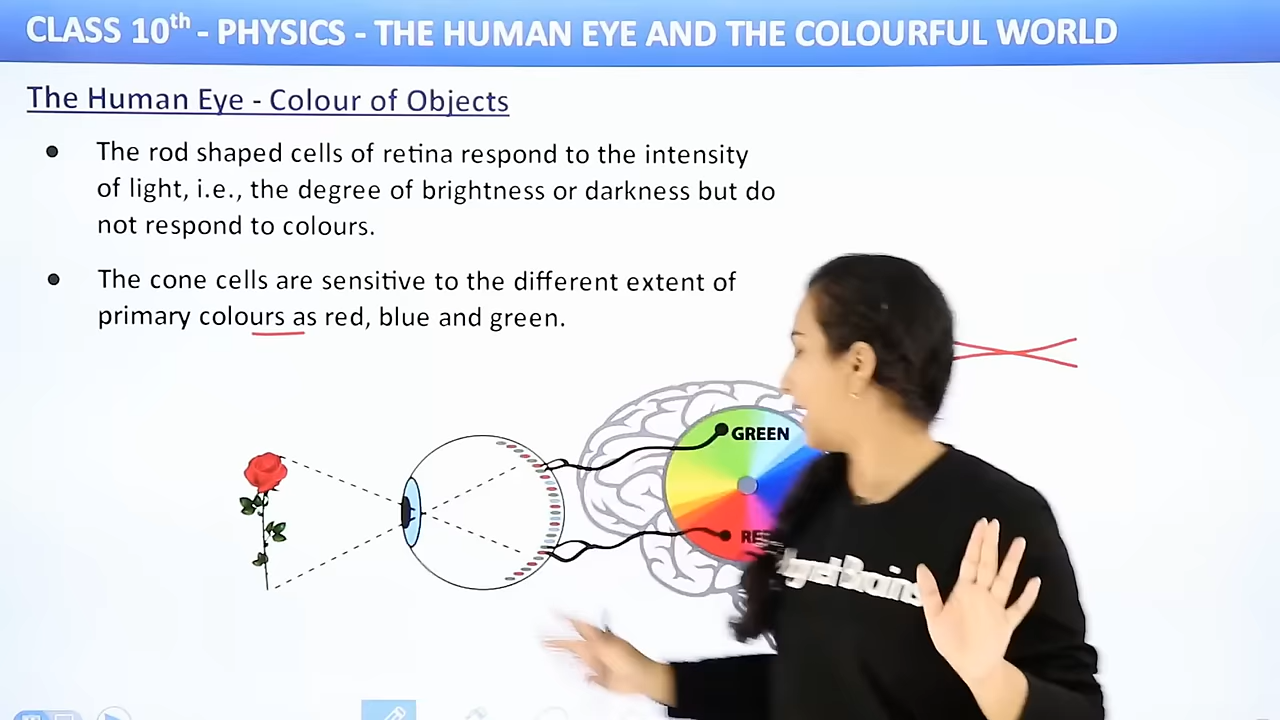 CLASS 10th - PHYSICS - THE HUMAN EYE AND THE COLOURFUL WORLD
The Human Eye - Colour of Objects
The rod shaped cells of retina respond to the intensity
of light, i.e., the degree of brightness or darkness but do
not respond to colours.
The cone cells are sensitive to the different extent of
primary colours as red, blue and green.
GREEN